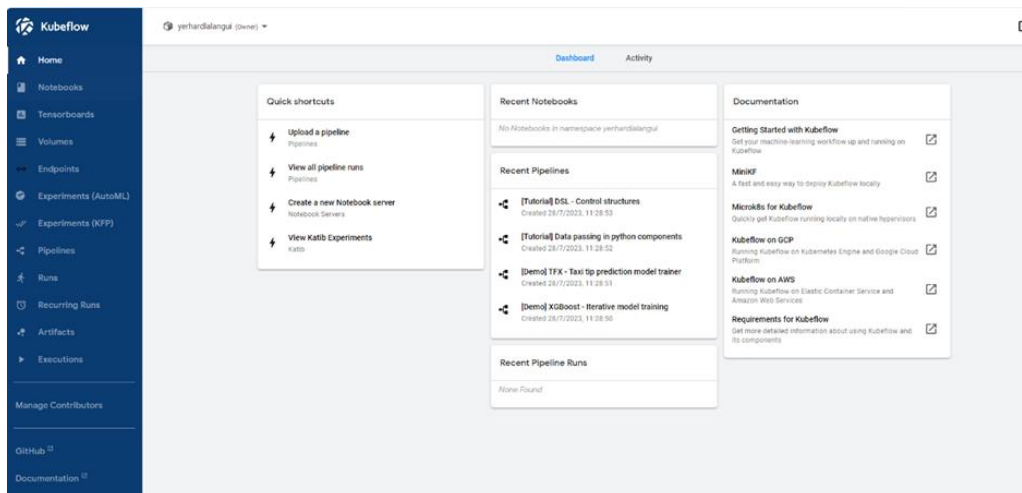 Kubeflow
yerhardlalangui (Owner)
Home
Notebooks
Tensorboards
Volumes
Endpoints
Experiments (AutoML)
Experiments (KFP)
Pipelines
Runs
Recurring Runs
Artifacts
Executions
Manage Contributors
GitHub
Documentation
Dashboard
Activity
Quick shortcuts
Upload a pipeline
Pipelines
View all pipeline runs
Pipelines
Create a new Notebook server
Notebook Servers
View Katib Experiments
Katib
Recent Notebooks
No Notebooks in namespace yerhardlalangui
Recent Pipelines
[Tutorial] DSL - Control structures
Created 28/7/2023, 11:28:53
[Tutorial] Data passing in python components
Created 28/7/2023, 11:28:52
[Demo] TFX - Taxi tip prediction model trainer
Created 28/7/2023, 11:28:51
[Demo] XGBoost - Iterative model training
Created 28/7/2023, 11:28:50
Recent Pipeline Runs
None Found
Documentation
Getting Started with Kubeflow
Get your machine-learning workflow up and running on
Kubeflow
MiniKF
A fast and easy way to deploy Kubeflow locally
Microk8s for Kubeflow
Quickly get Kubeflow running locally on native hypervisors
Kubeflow on GCP
Running Kubeflow on Kubernetes Engine and Google Cloud
Platform
Kubeflow on AWS
Running Kubeflow on Elastic Container Service and
Amazon Web Services
Requirements for Kubeflow
Get more detailed information about using Kubeflow and
its components